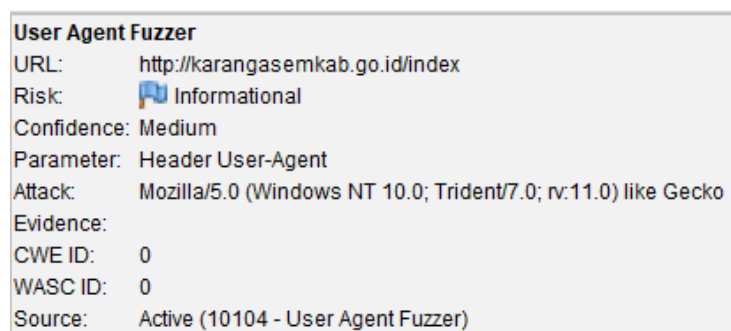 User Agent Fuzzer
URL: http://karangasemkab.go.id/index
Risk: Informational
Confidence: Medium
Parameter: Header User-Agent
Attack: Mozilla/5.0 (Windows NT 10.0; Trident/7.0; rv:11.0) like Gecko
Evidence:
CWE ID: 0
WASC ID: 0
Source: Active (10104 - User Agent Fuzzer)